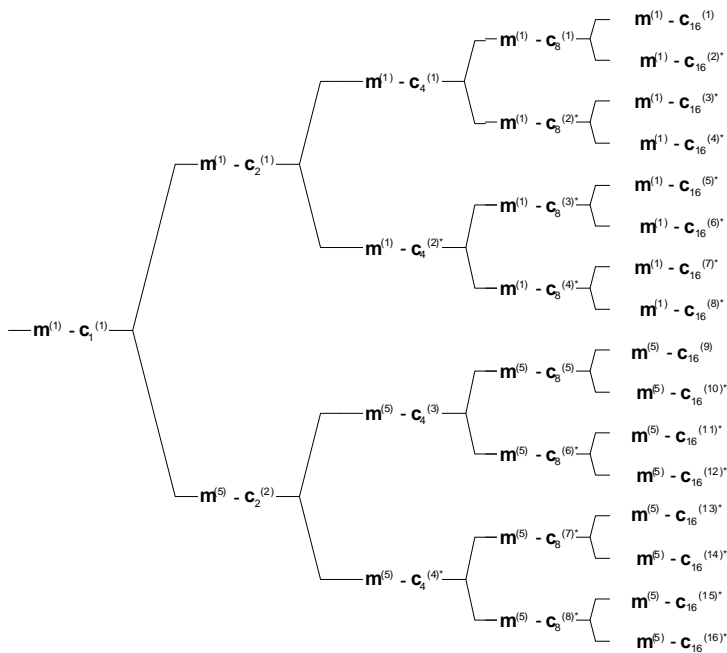 m⁽¹⁾ - c₁₆⁽¹⁾
m⁽¹⁾ - c₈⁽¹⁾
m⁽¹⁾ - c₁₆⁽²⁾*
m⁽¹⁾ - c₄⁽¹⁾
m⁽¹⁾ - c₁₆⁽³⁾*
m⁽¹⁾ - c₈⁽²⁾*
m⁽¹⁾ - c₁₆⁽⁴⁾*
m⁽¹⁾ - c₂⁽¹⁾
m⁽¹⁾ - c₁₆⁽⁵⁾*
m⁽¹⁾ - c₈⁽³⁾*
m⁽¹⁾ - c₁₆⁽⁶⁾*
m⁽¹⁾ - c₄⁽²⁾*
m⁽¹⁾ - c₁₆⁽⁷⁾*
m⁽¹⁾ - c₈⁽⁴⁾*
m⁽¹⁾ - c₁₆⁽⁸⁾*
m⁽¹⁾ - c₁⁽¹⁾
m⁽⁵⁾ - c₁₆⁽⁹⁾
m⁽⁵⁾ - c₈⁽⁵⁾
m⁽⁵⁾ - c₁₆⁽¹⁰⁾*
m⁽⁵⁾ - c₄⁽³⁾
m⁽⁵⁾ - c₁₆⁽¹¹⁾*
m⁽⁵⁾ - c₈⁽⁶⁾*
m⁽⁵⁾ - c₁₆⁽¹²⁾*
m⁽⁵⁾ - c₂⁽²⁾
m⁽⁵⁾ - c₁₆⁽¹³⁾*
m⁽⁵⁾ - c₈⁽⁷⁾*
m⁽⁵⁾ - c₁₆⁽¹⁴⁾*
m⁽⁵⁾ - c₄⁽⁴⁾*
m⁽⁵⁾ - c₁₆⁽¹⁵⁾*
m⁽⁵⁾ - c₈⁽⁸⁾*
m⁽⁵⁾ - c₁₆⁽¹⁶⁾*